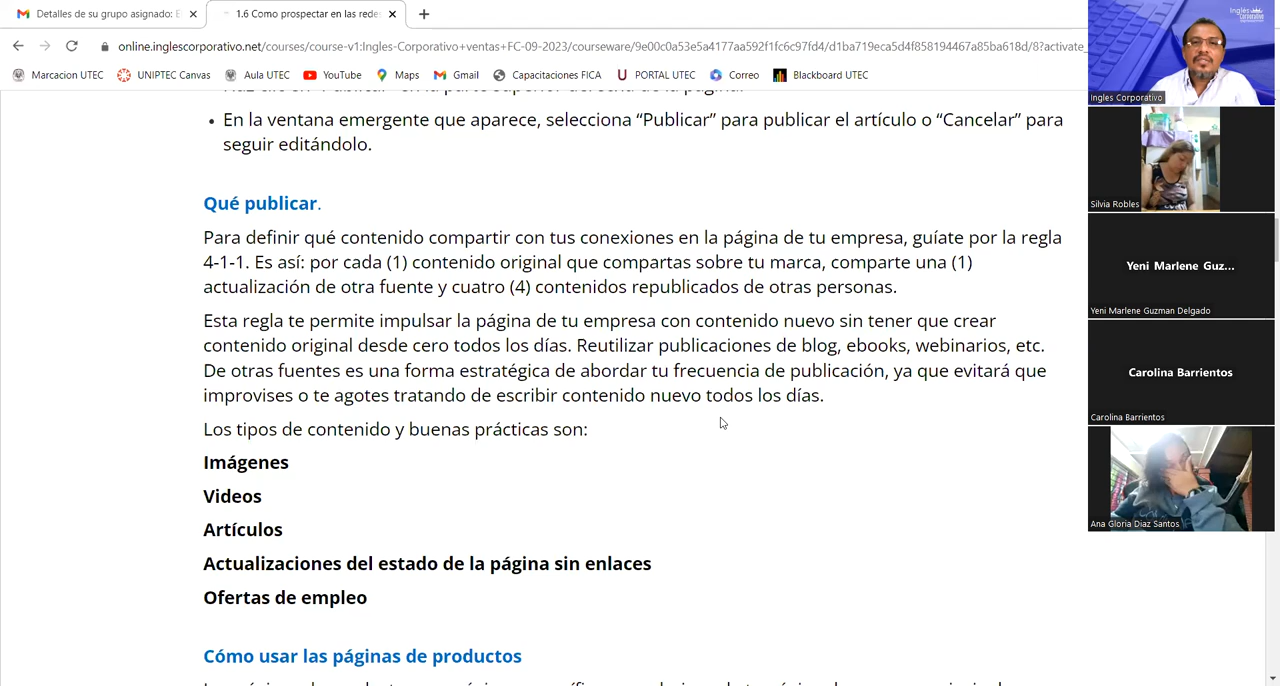 Detalles de su grupo asignado: E
1.6 Como prospectar en las rede
online.inglescorporativo.net/courses/course-v1:Ingles-Corporativo+ventas+FC-09-2023/courseware/9e00c0a53e5a4177aa592f1fc6c97fd4/d1ba719eca5d4f858194467a85ba618d/8?activate_
Marcacion UTEC
UNIPTEC Canvas
Aula UTEC
YouTube
Maps
Gmail
Capacitaciones FICA
PORTAL UTEC
Correo
Blackboard UTEC
• En la ventana emergente que aparece, selecciona “Publicar” para publicar el artículo o “Cancelar” para
seguir editándolo.
Qué publicar.
Para definir qué contenido compartir con tus conexiones en la página de tu empresa, guíate por la regla
4-1-1. Es así: por cada (1) contenido original que compartas sobre tu marca, comparte una (1)
actualización de otra fuente y cuatro (4) contenidos republicados de otras personas.
Esta regla te permite impulsar la página de tu empresa con contenido nuevo sin tener que crear
contenido original desde cero todos los días. Reutilizar publicaciones de blog, ebooks, webinarios, etc.
De otras fuentes es una forma estratégica de abordar tu frecuencia de publicación, ya que evitará que
improvises o te agotes tratando de escribir contenido nuevo todos los días.
Los tipos de contenido y buenas prácticas son:
Imágenes
Videos
Artículos
Actualizaciones del estado de la página sin enlaces
Ofertas de empleo
Cómo usar las páginas de productos
Inglés
Corporativo
Ingles Corporativo
Silvia Robles
Yeni Marlene Guz...
Yeni Marlene Guzman Delgado
Carolina Barrientos
Carolina Barrientos
Ana Gloria Diaz Santos